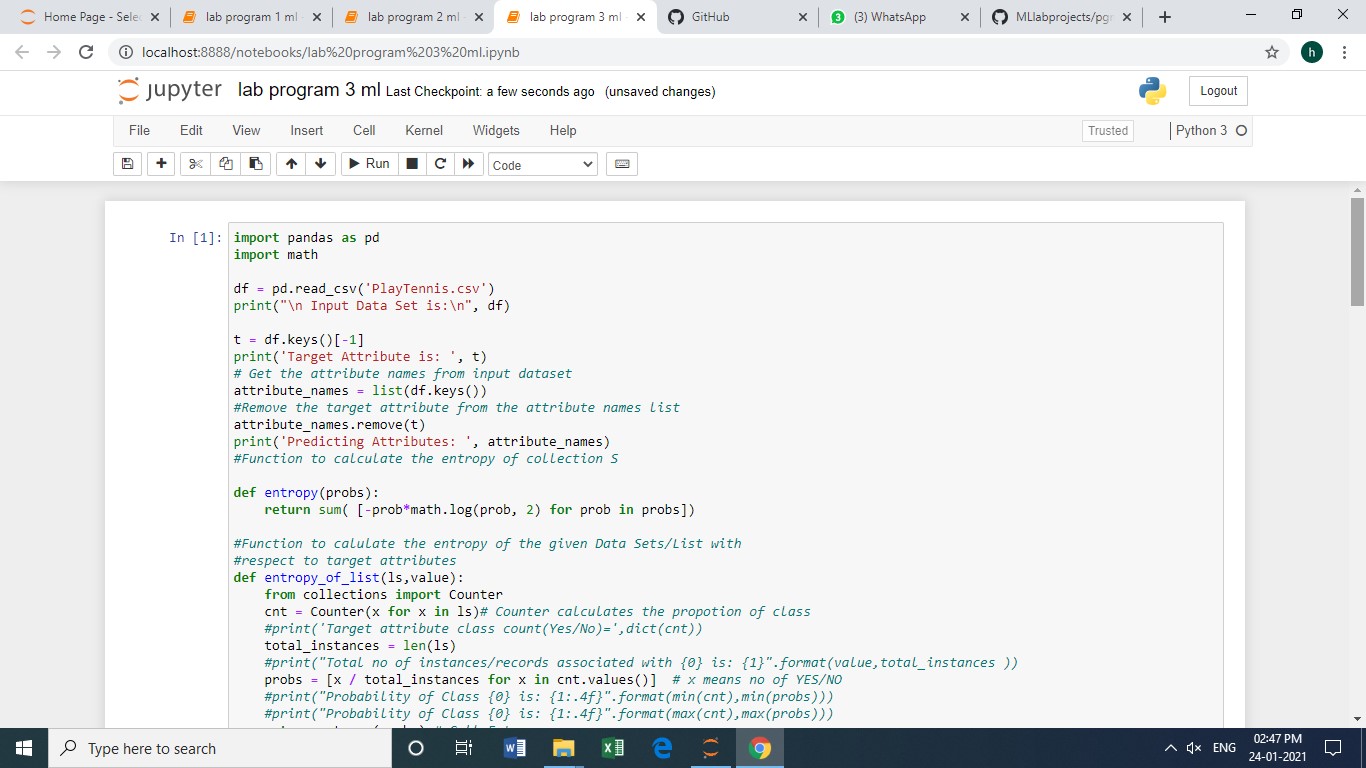 Home Page - Sele
lab program 1 ml
lab program 2 ml
lab program 3 ml
GitHub
(3) WhatsApp
MLlabprojects/pgr
localhost:8888/notebooks/lab%20program%203%20ml.ipynb
h
jupyter lab program 3 ml Last Checkpoint: a few seconds ago (unsaved changes)
Logout
File Edit View Insert Cell Kernel Widgets Help
Trusted
Python 3
Run
Code
In [1]:
import pandas as pd
import math
df = pd.read_csv('PlayTennis.csv')
print("\n Input Data Set is:\n", df)
t = df.keys()[-1]
print('Target Attribute is: ', t)
# Get the attribute names from input dataset
attribute_names = list(df.keys())
#Remove the target attribute from the attribute names list
attribute_names.remove(t)
print('Predicting Attributes: ', attribute_names)
#Function to calculate the entropy of collection S
def entropy(probs):
    return sum( [-prob*math.log(prob, 2) for prob in probs])
#Function to calulate the entropy of the given Data Sets/List with
#respect to target attributes
def entropy_of_list(ls,value):
    from collections import Counter
    cnt = Counter(x for x in ls)# Counter calculates the propotion of class
    #print('Target attribute class count(Yes/No)=',dict(cnt))
    total_instances = len(ls)
    #print("Total no of instances/records associated with {0} is: {1}".format(value,total_instances ))
    probs = [x / total_instances for x in cnt.values()]  # x means no of YES/NO
    #print("Probability of Class {0} is: {1:.4f}".format(min(cnt),min(probs)))
    #print("Probability of Class {0} is: {1:.4f}".format(max(cnt),max(probs)))
Type here to search
ENG
02:47 PM
24-01-2021